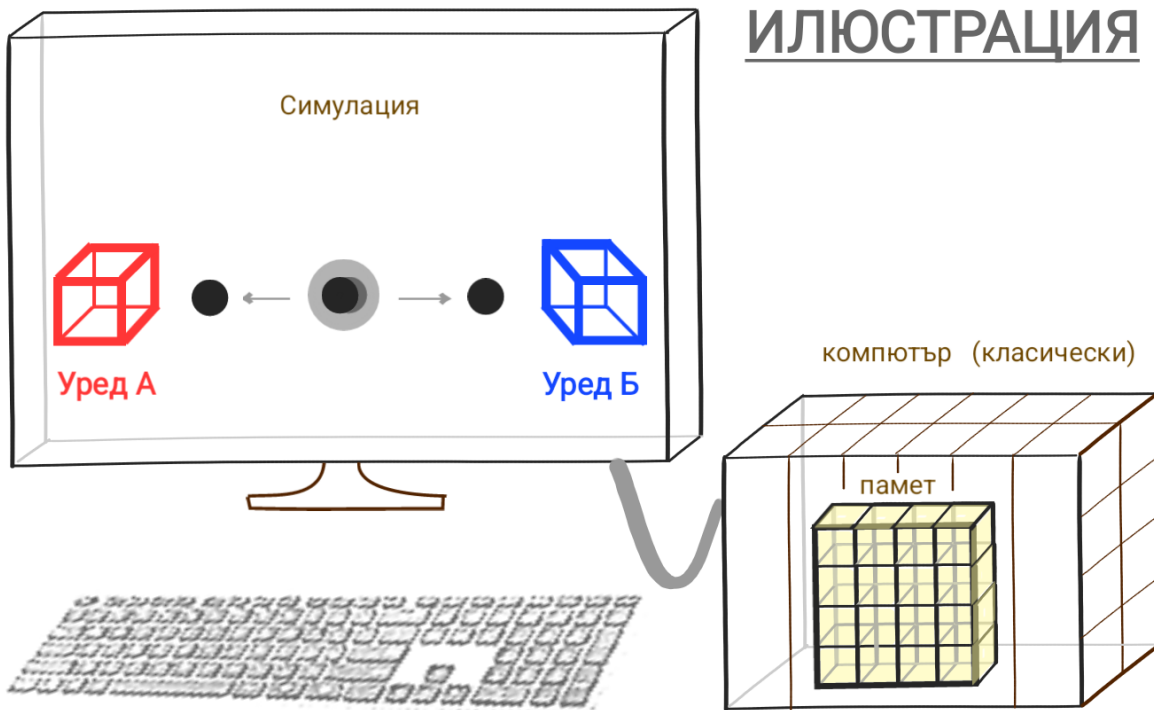 ИЛЮСТРАЦИЯ
Симулация
Уред А
Уред Б
компютър (класически)
памет